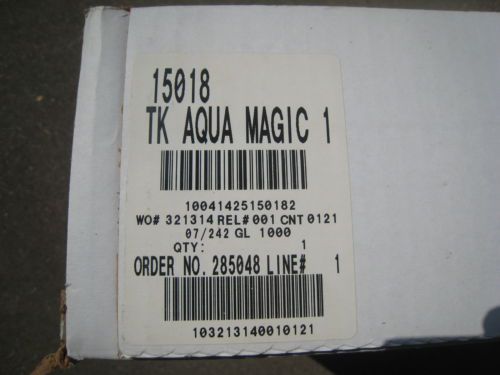 15018
TK AQUA MAGIC 1
10041425150182
WO# 321314 REL# 001 CNT 0121
07/242 GL 1000
QTY: 1
ORDER NO. 285048 LINE# 1
103213140010121